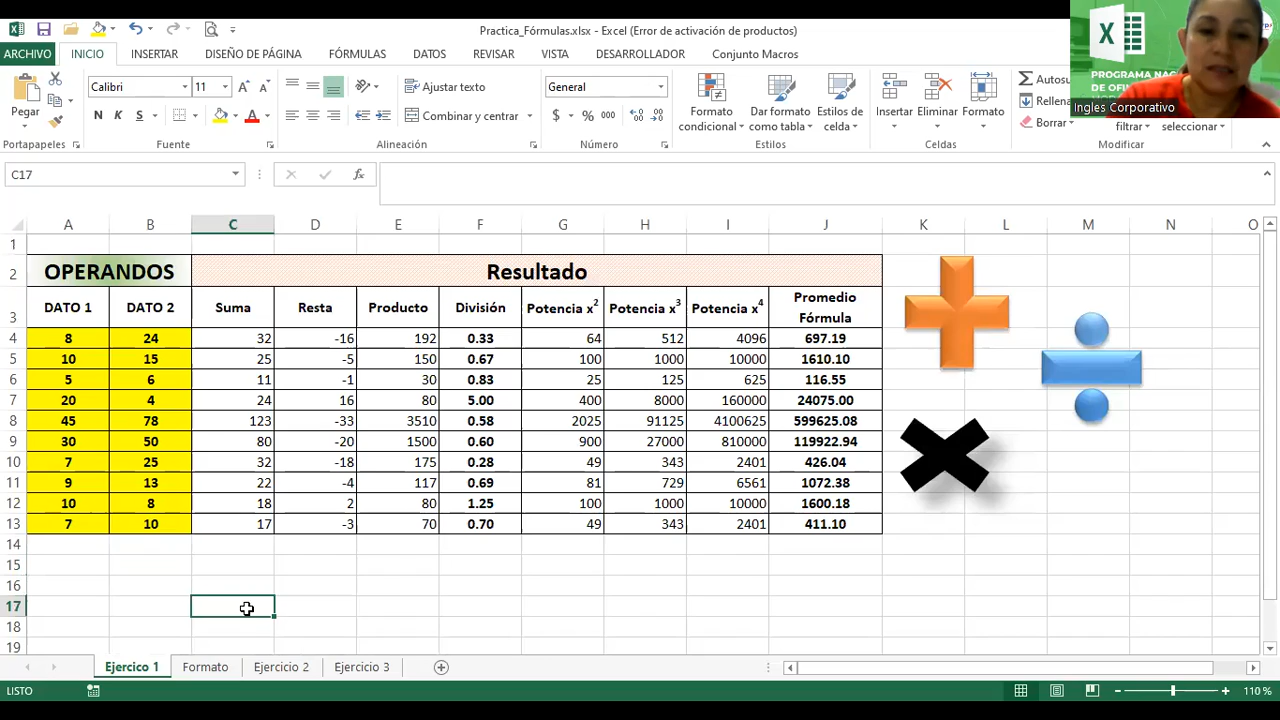 Practica_Fórmulas.xlsx - Excel (Error de activación de productos)
ARCHIVO INICIO INSERTAR DISEÑO DE PÁGINA FÓRMULAS DATOS REVISAR VISTA DESARROLLADOR Conjunto Macros
PROGRAMA NAC
DE OFI
Ingles Corporativo
Calibri 11 Ajustar texto General Autosu
Pegar Formato condicional Dar formato como tabla Estilos de celda Insertar Eliminar Formato Rellena
N K S Combinar y centrar $ % 000 Borrar filtrar seleccionar
Portapapeles Fuente Alineación Número Estilos Celdas Modificar
C17 fx
A B C D E F G H I J K L M N O
1
2 OPERANDOS Resultado
3 DATO 1 DATO 2 Suma Resta Producto División Potencia x² Potencia x³ Potencia x⁴ Promedio Fórmula
4 8 24 32 -16 192 0.33 64 512 4096 697.19
5 10 15 25 -5 150 0.67 100 1000 10000 1610.10
6 5 6 11 -1 30 0.83 25 125 625 116.55
7 20 4 24 16 80 5.00 400 8000 160000 24075.00
8 45 78 123 -33 3510 0.58 2025 91125 4100625 599625.08
9 30 50 80 -20 1500 0.60 900 27000 810000 119922.94
10 7 25 32 -18 175 0.28 49 343 2401 426.04
11 9 13 22 -4 117 0.69 81 729 6561 1072.38
12 10 8 18 2 80 1.25 100 1000 10000 1600.18
13 7 10 17 -3 70 0.70 49 343 2401 411.10
14
15
16
17
18
19
Ejercico 1 Formato Ejercicio 2 Ejercicio 3
LISTO 110 %